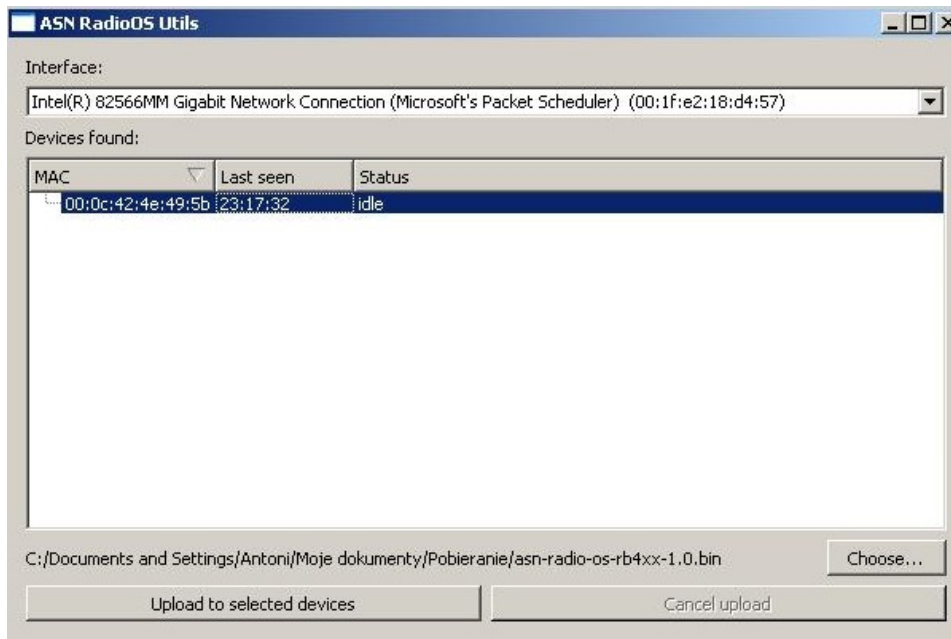 ASN RadioOS Utils
Interface:
Intel(R) 82566MM Gigabit Network Connection (Microsoft's Packet Scheduler) (00:1f:e2:18:d4:57)
Devices found:
MAC Last seen Status
00:0c:42:4e:49:5b 23:17:32 idle
C:/Documents and Settings/Antoni/Moje dokumenty/Pobieranie/asn-radio-os-rb4xx-1.0.bin Choose...
Upload to selected devices Cancel upload